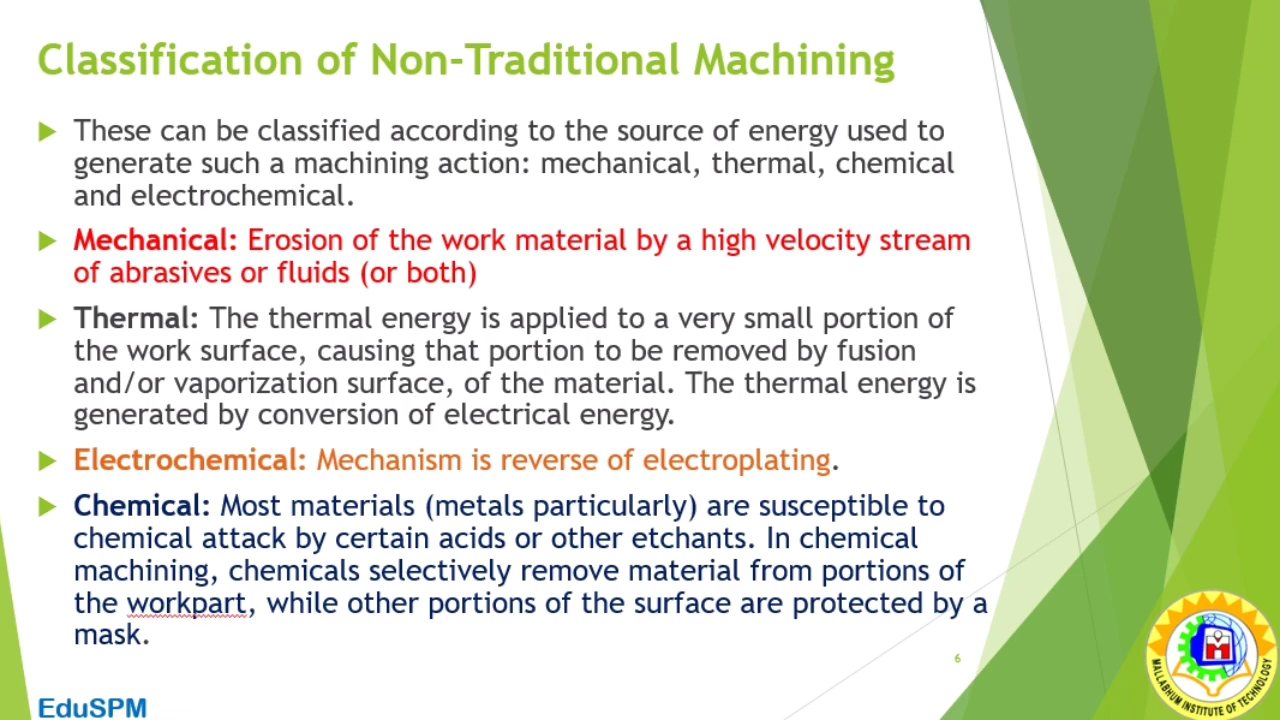 Classification of Non-Traditional Machining
These can be classified according to the source of energy used to
generate such a machining action: mechanical, thermal, chemical
and electrochemical.
Mechanical: Erosion of the work material by a high velocity stream
of abrasives or fluids (or both)
Thermal: The thermal energy is applied to a very small portion of
the work surface, causing that portion to be removed by fusion
and/or vaporization surface, of the material. The thermal energy is
generated by conversion of electrical energy.
Electrochemical: Mechanism is reverse of electroplating.
Chemical: Most materials (metals particularly) are susceptible to
chemical attack by certain acids or other etchants. In chemical
machining, chemicals selectively remove material from portions of
the workpart, while other portions of the surface are protected by a
mask.
6
MALLABHUM INSTITUTE OF TECHNOLOGY
EduSPM